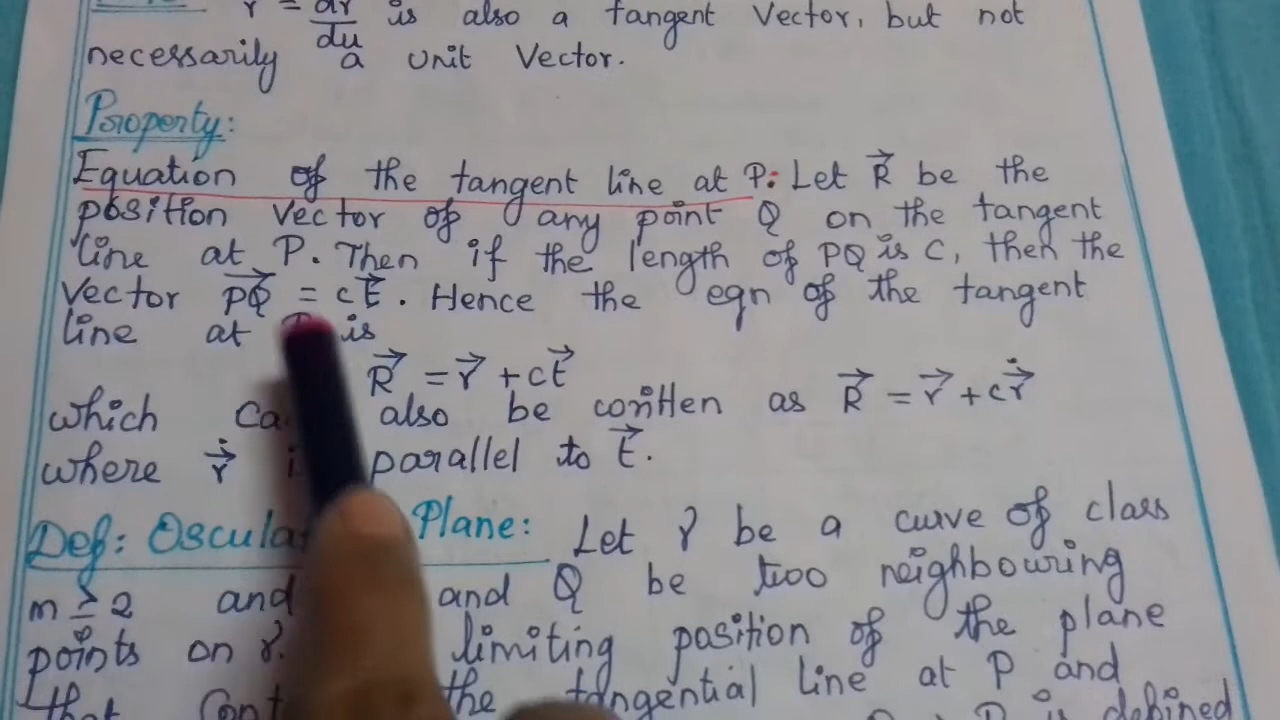 r = dr/du is also a tangent Vector, but not
necessarily a unit Vector.
Property:
Equation of the tangent line at P: Let R⃗ be the
position Vector of any point Q on the tangent
line at P. Then if the length of PQ is c, then the
Vector PQ⃗ = ct⃗. Hence the eqn of the tangent
line at is
R⃗ = r⃗ + ct⃗
which also be written as R⃗ = r⃗ + cṙ⃗
where ṙ⃗ parallel to t⃗.
Def: Plane: Let γ be a curve of class
m ≥ 2 and and Q be two neighbouring
points on γ. limiting position of the plane
that the tangential line at P and
P is defined